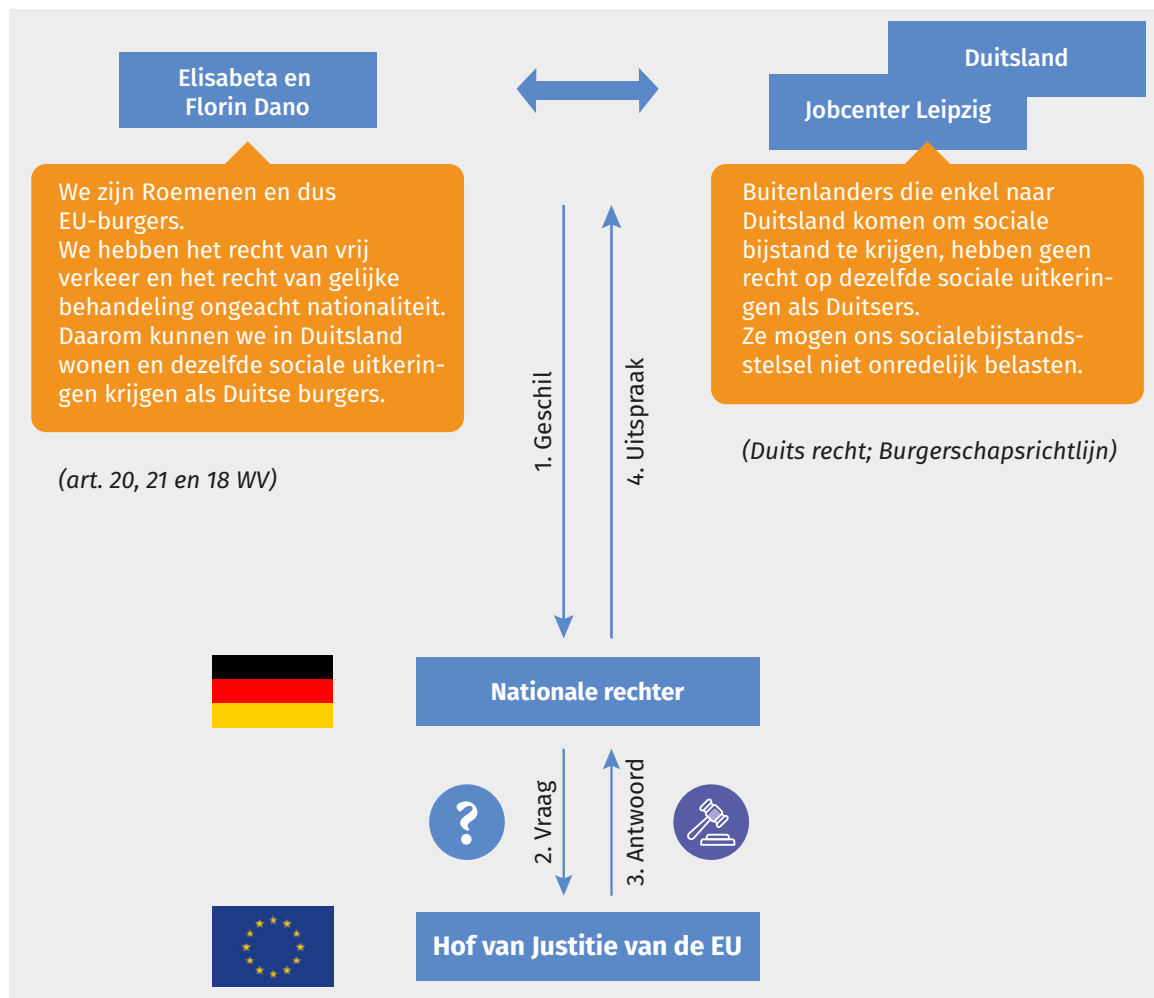 Elisabeta en
Florin Dano
Duitsland
Jobcenter Leipzig
We zijn Roemenen en dus
EU-burgers.
We hebben het recht van vrij
verkeer en het recht van gelijke
behandeling ongeacht nationaliteit.
Daarom kunnen we in Duitsland
wonen en dezelfde sociale uitkerin-
gen krijgen als Duitse burgers.
(art. 20, 21 en 18 WV)
Buitenlanders die enkel naar
Duitsland komen om sociale
bijstand te krijgen, hebben geen
recht op dezelfde sociale uitkerin-
gen als Duitsers.
Ze mogen ons socialebijstands-
stelsel niet onredelijk belasten.
(Duits recht; Burgerschapsrichtlijn)
1. Geschil
4. Uitspraak
Nationale rechter
?
2. Vraag
3. Antwoord
Hof van Justitie van de EU